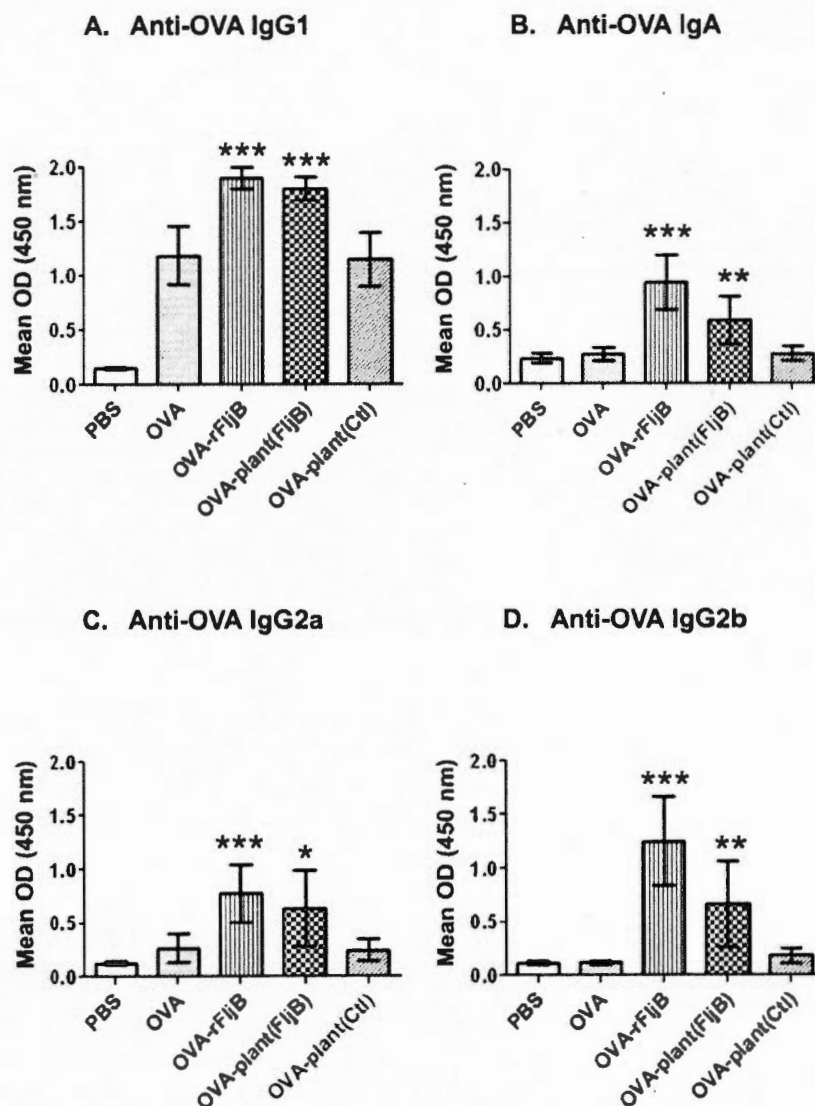 A. Anti-OVA IgG1
Mean OD (450 nm)
2.0
1.5
1.0
0.5
0.0
***
***
PBS
OVA
OVA-rFljB
OVA-plant(FljB)
OVA-plant(Ctl)
B. Anti-OVA IgA
Mean OD (450 nm)
2.0
1.5
1.0
0.5
0.0
***
**
PBS
OVA
OVA-rFljB
OVA-plant(FljB)
OVA-plant(Ctl)
C. Anti-OVA IgG2a
Mean OD (450 nm)
2.0
1.5
1.0
0.5
0.0
***
*
PBS
OVA
OVA-rFljB
OVA-plant(FljB)
OVA-plant(Ctl)
D. Anti-OVA IgG2b
Mean OD (450 nm)
2.0
1.5
1.0
0.5
0.0
***
**
PBS
OVA
OVA-rFljB
OVA-plant(FljB)
OVA-plant(Ctl)